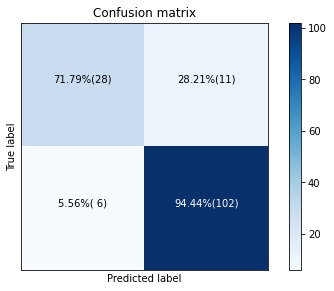 Confusion matrix
100
71.79%(28) 28.21%(11)
80
True label
60
40
5.56%( 6) 94.44%(102)
20
Predicted label